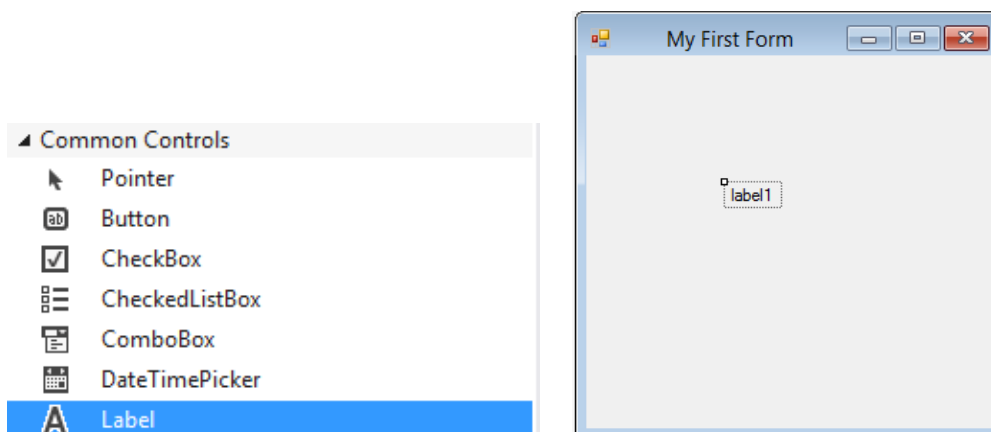 My First Form
Common Controls
Pointer
Button
CheckBox
CheckedListBox
ComboBox
DateTimePicker
Label
label1